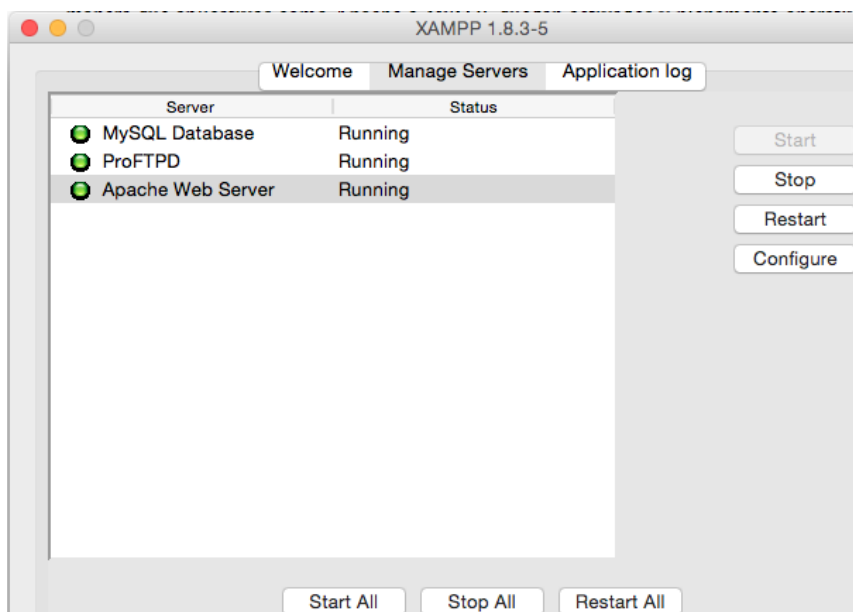 XAMPP 1.8.3-5
Welcome Manage Servers Application log
Server Status
MySQL Database Running
ProFTPD Running
Apache Web Server Running
Start
Stop
Restart
Configure
Start All Stop All Restart All